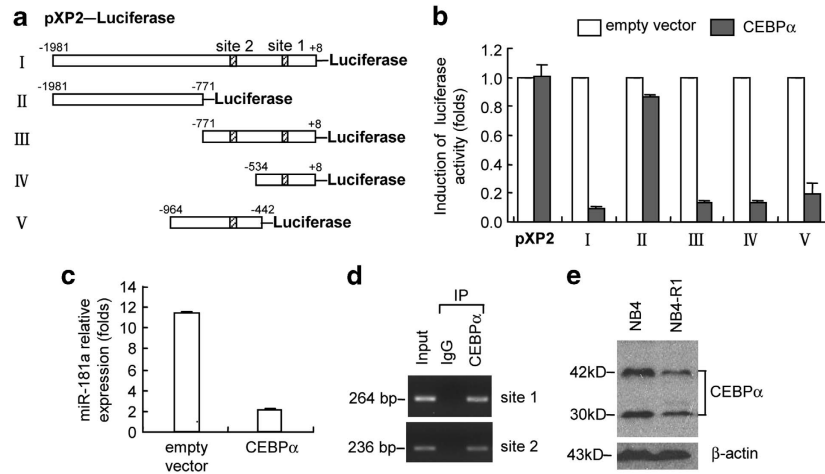 a pXP2—Luciferase
-1981 site 2 site 1 +8
I Luciferase
-1981 -771
II Luciferase
-771 +8
III Luciferase
-534 +8
IV Luciferase
-964 -442
V Luciferase
b
empty vector CEBPα
Induction of luciferase
activity (folds)
1.2
1.0
0.8
0.6
0.4
0.2
0.0
pXP2 I II III IV V
c
miR-181a relative
expression (folds)
14
12
10
8
6
4
2
0
empty
vector
CEBPα
d
IP
Input
IgG
CEBPα
264 bp site 1
236 bp site 2
e
NB4
NB4-R1
42kD
30kD
CEBPα
43kD β-actin